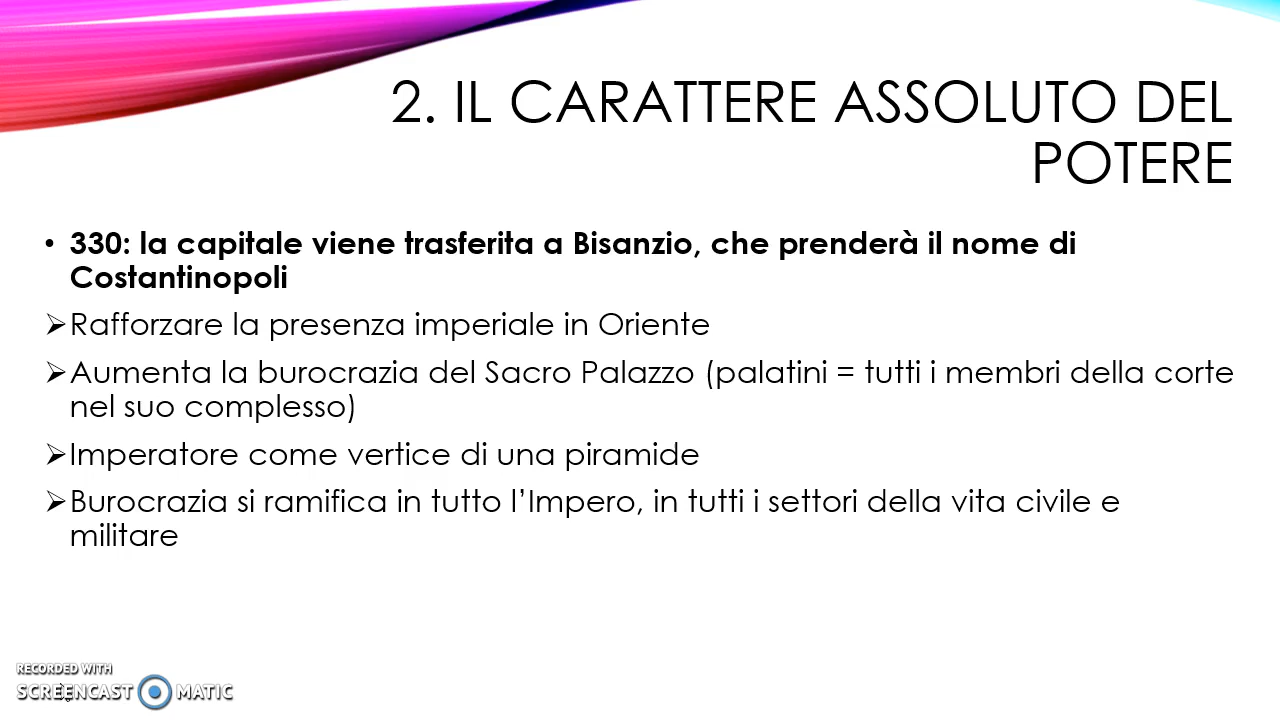 2. IL CARATTERE ASSOLUTO DEL
POTERE
• 330: la capitale viene trasferita a Bisanzio, che prenderà il nome di
Costantinopoli
➢Rafforzare la presenza imperiale in Oriente
➢Aumenta la burocrazia del Sacro Palazzo (palatini = tutti i membri della corte
nel suo complesso)
➢Imperatore come vertice di una piramide
➢Burocrazia si ramifica in tutto l’Impero, in tutti i settori della vita civile e
militare
RECORDED WITH
SCREENCAST MATIC